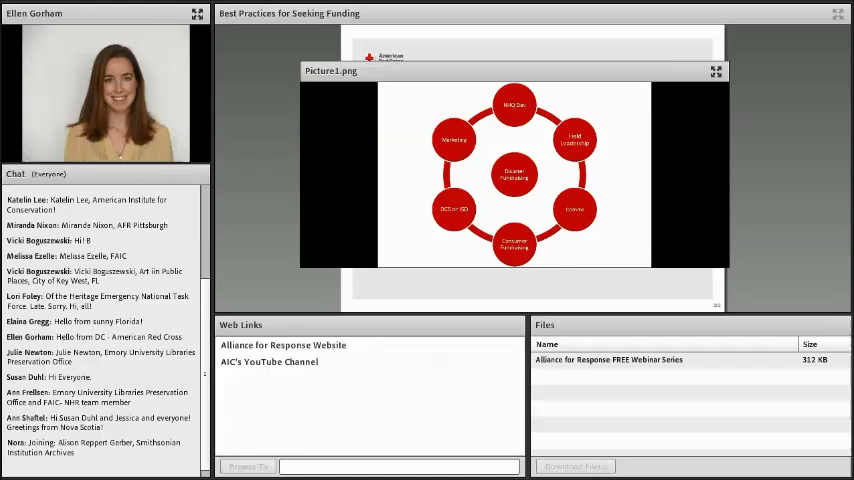 Ellen Gorham
Best Practices for Seeking Funding
American
Picture1.png
NHQ Dev
Marketing
Field
Leadership
Disaster
Fundraising
DCS or ISD
Comms
Consumer
Fundraising
22
Chat (Everyone)
Katelin Lee: Katelin Lee, American Institute for
Conservation!
Miranda Nixon: Miranda Nixon, AFR Pittsburgh
Vicki Boguszewski: Hi! B
Melissa Ezelle: Melissa Ezelle, FAIC
Vicki Boguszewski: Vicki Boguszewski, Art iin Public
Places, City of Key West, FL
Lori Foley: Of the Heritage Emergency National Task
Force. Late. Sorry. Hi, all!
Elaina Gregg: Hello from sunny Florida!
Ellen Gorham: Hello from DC - American Red Cross
Julie Newton: Julie Newton, Emory University Libraries
Preservation Office
Susan Duhl: Hi Everyone.
Ann Frellsen: Emory University Libraries Preservation
Office and FAIC- NHR team member
Ann Shaftel: Hi Susan Duhl and Jessica and everyone!
Greetings from Nova Scotia!
Nora: Joining: Alison Reppert Gerber, Smithsonian
Institution Archives
Web Links
Alliance for Response Website
AIC's YouTube Channel
Browse To
Files
Name Size
Alliance for Response FREE Webinar Series 312 KB
Download File(s)